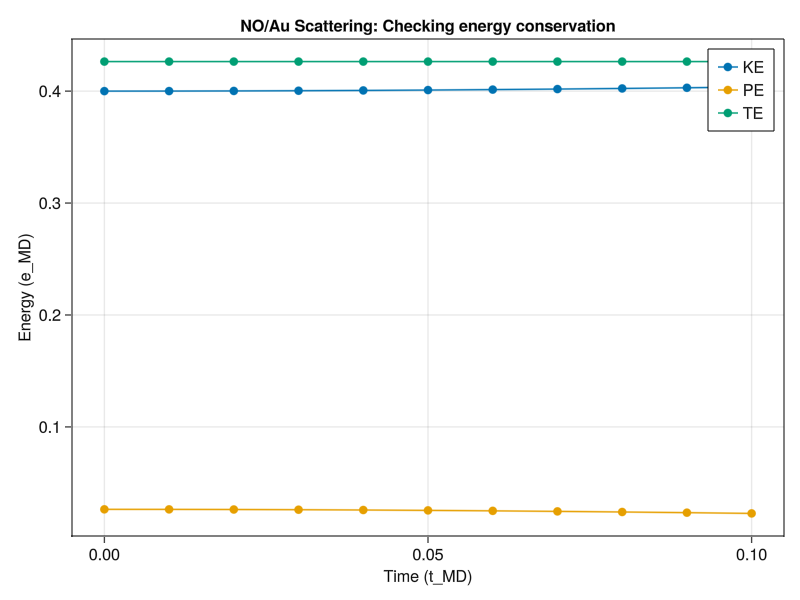 NO/Au Scattering: Checking energy conservation
KE
PE
TE
0.4
0.3
0.2
0.1
Energy (e_MD)
0.00
0.05
0.10
Time (t_MD)